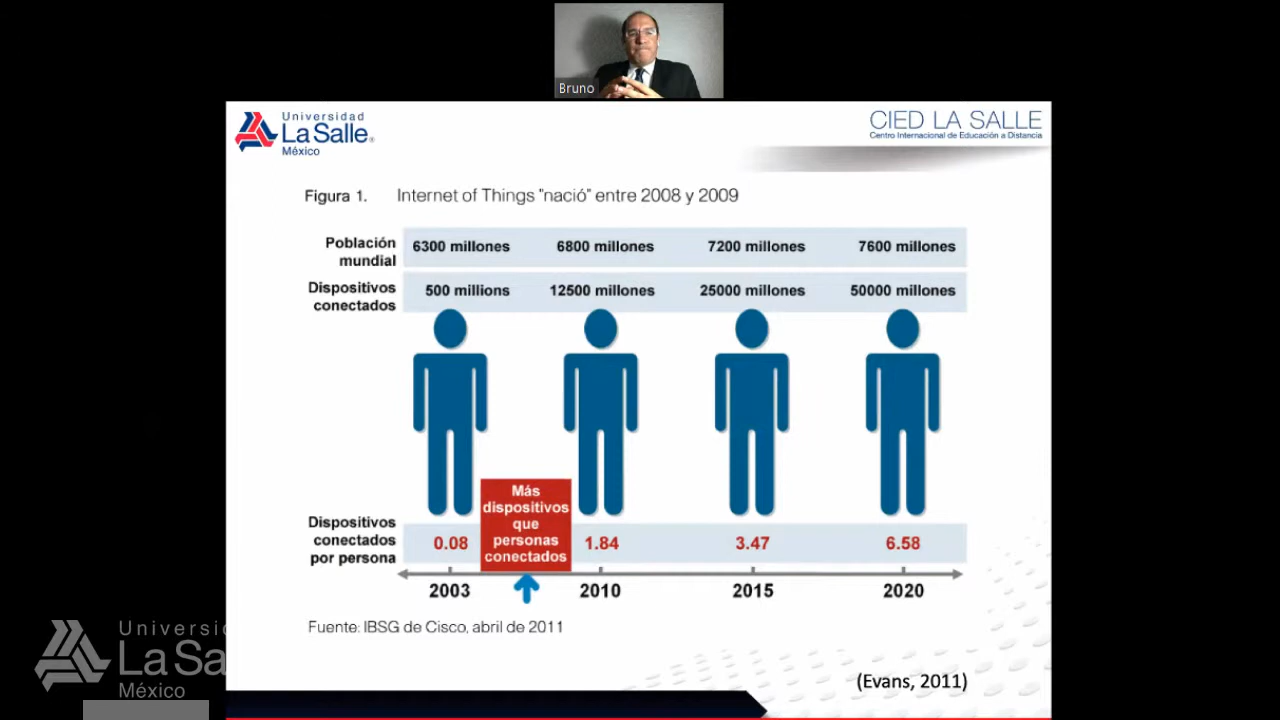 Bruno
Universidad
La Salle®
México
CIED LA SALLE
Centro Internacional de Educación a Distancia
Figura 1. Internet of Things "nació" entre 2008 y 2009
Población
mundial
6300 millones 6800 millones 7200 millones 7600 millones
Dispositivos
conectados
500 millions 12500 millones 25000 millones 50000 millones
Más
dispositivos
que
personas
conectados
Dispositivos
conectados
por persona
0.08 1.84 3.47 6.58
2003 2010 2015 2020
Fuente: IBSG de Cisco, abril de 2011
(Evans, 2011)
Universid
La Sa
México